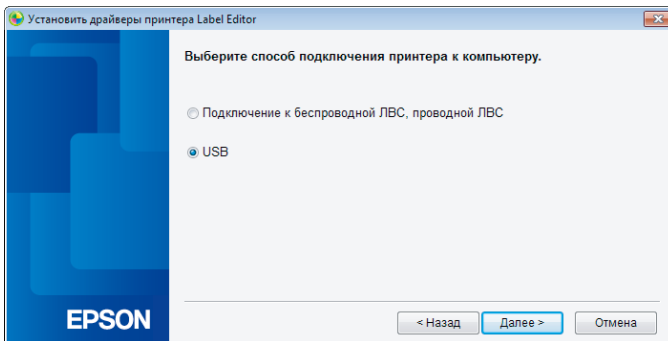 Установить драйверы принтера Label Editor
Выберите способ подключения принтера к компьютеру.
Подключение к беспроводной ЛВС, проводной ЛВС
USB
EPSON
< Назад
Далее >
Отмена